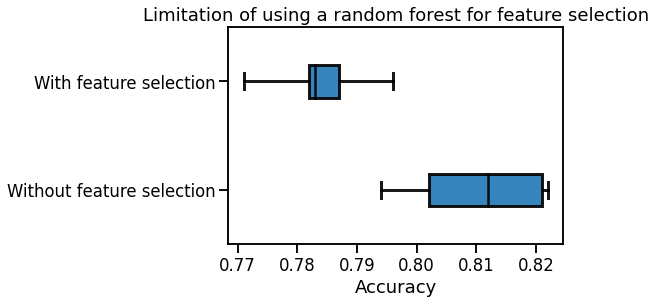 Limitation of using a random forest for feature selection
With feature selection
Without feature selection
0.77 0.78 0.79 0.80 0.81 0.82
Accuracy